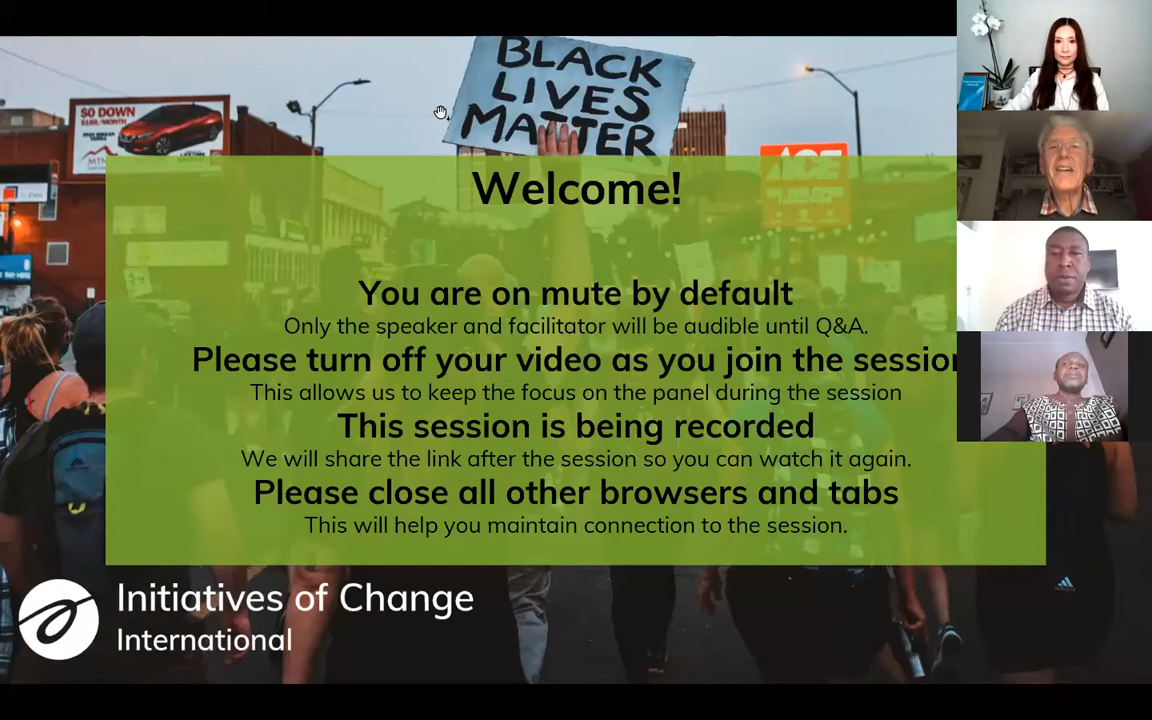 BLACK
LIVES
MATTER
$0 DOWN
ACE
Welcome!
You are on mute by default
Only the speaker and facilitator will be audible until Q&A.
Please turn off your video as you join the session
This allows us to keep the focus on the panel during the session
This session is being recorded
We will share the link after the session so you can watch it again.
Please close all other browsers and tabs
This will help you maintain connection to the session.
Initiatives of Change
International